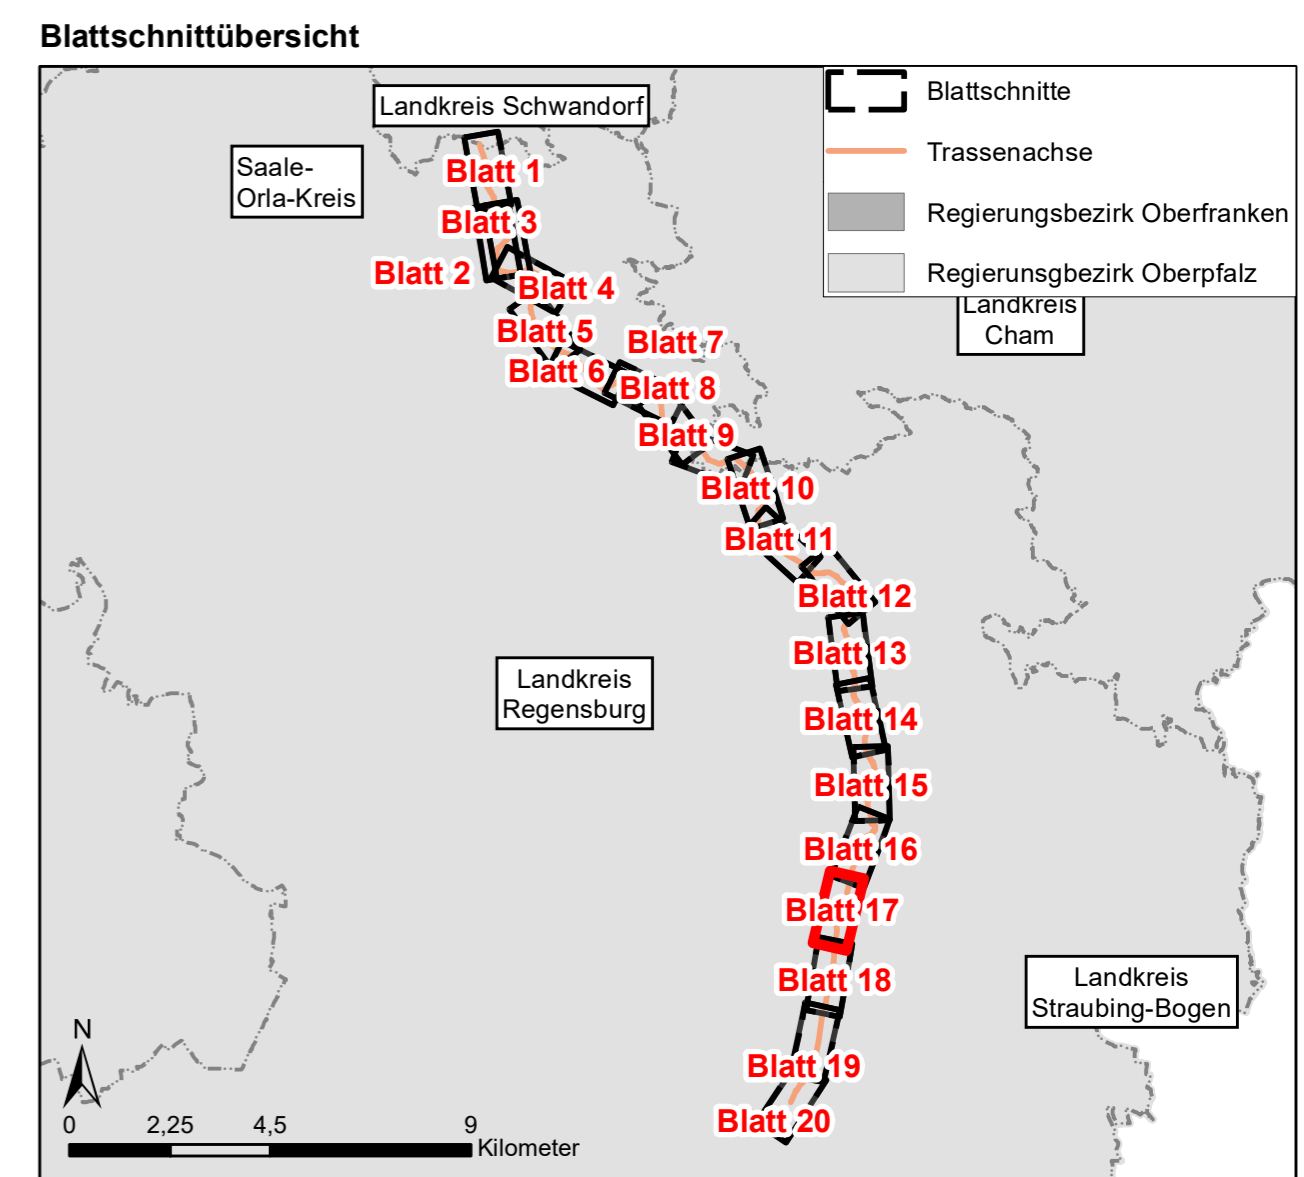 Blattschnittübersicht
Landkreis Schwandorf
Saale-
Orla-Kreis
Blattschnitte
Trassenachse
Regierungsbezirk Oberfranken
Regierunsgbezirk Oberpfalz
Landkreis
Cham
Blatt 1
Blatt 3
Blatt 2
Blatt 4
Blatt 5
Blatt 7
Blatt 6
Blatt 8
Blatt 9
Blatt 10
Blatt 11
Blatt 12
Blatt 13
Landkreis
Regensburg
Blatt 14
Blatt 15
Blatt 16
Blatt 17
Blatt 18
Landkreis
Straubing-Bogen
Blatt 19
Blatt 20
N
0 2,25 4,5 9
Kilometer